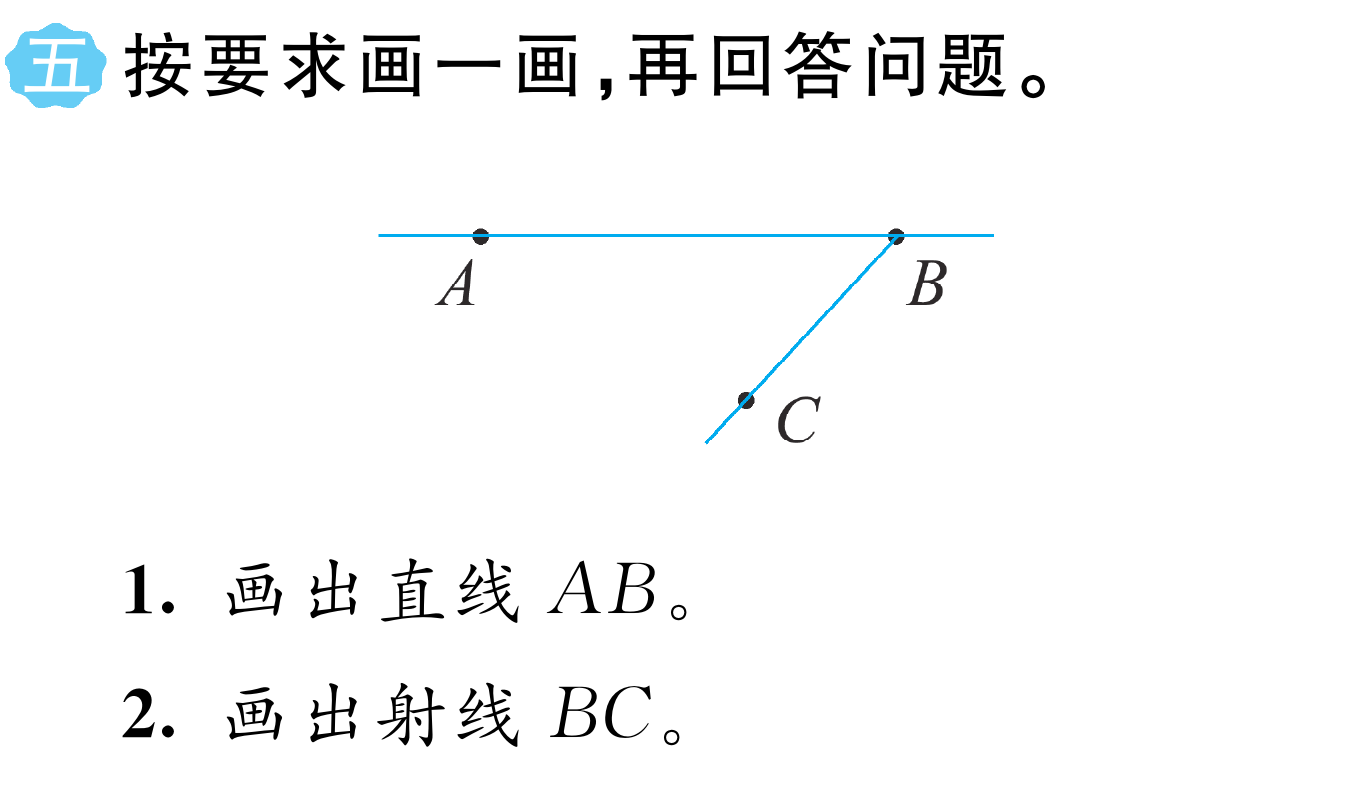 五 按要求画一画,再回答问题。
A B
C
1. 画出直线 AB。
2. 画出射线 BC。